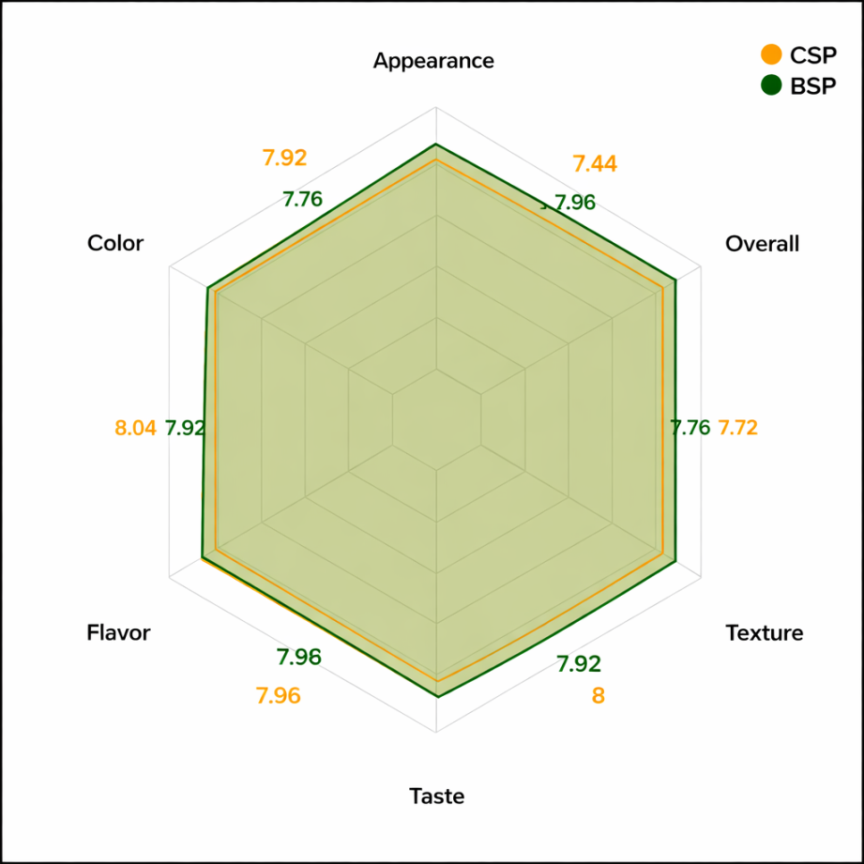 Appearance
CSP
BSP
7.92
7.44
7.76
7.96
Color
Overall
8.04 7.92
7.76 7.72
Flavor
Texture
7.96
7.92
7.96
8
Taste